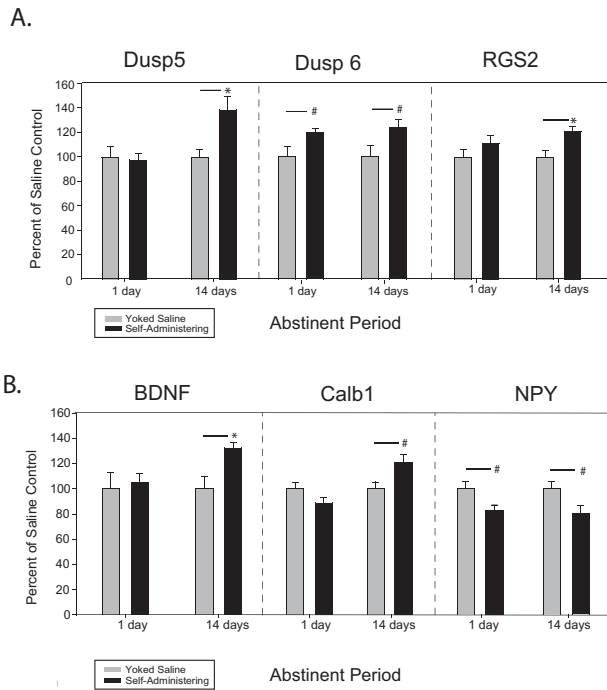 A.
Dusp5 Dusp 6 RGS2
Percent of Saline Control
160
140
120
100
80
60
40
20
0
* # # *
1 day 14 days 1 day 14 days 1 day 14 days
Yoked Saline
Self-Administering
Abstinent Period
B.
BDNF Calb1 NPY
Percent of Saline Control
160
140
120
100
80
60
40
20
0
* # # #
1 day 14 days 1 day 14 days 1 day 14 days
Yoked Saline
Self-Administering
Abstinent Period